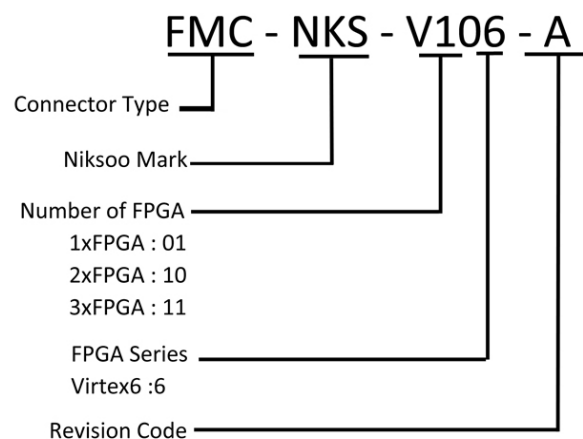 FMC - NKS - V106 - A
Connector Type
Niksoo Mark
Number of FPGA
1xFPGA : 01
2xFPGA : 10
3xFPGA : 11
FPGA Series
Virtex6 :6
Revision Code